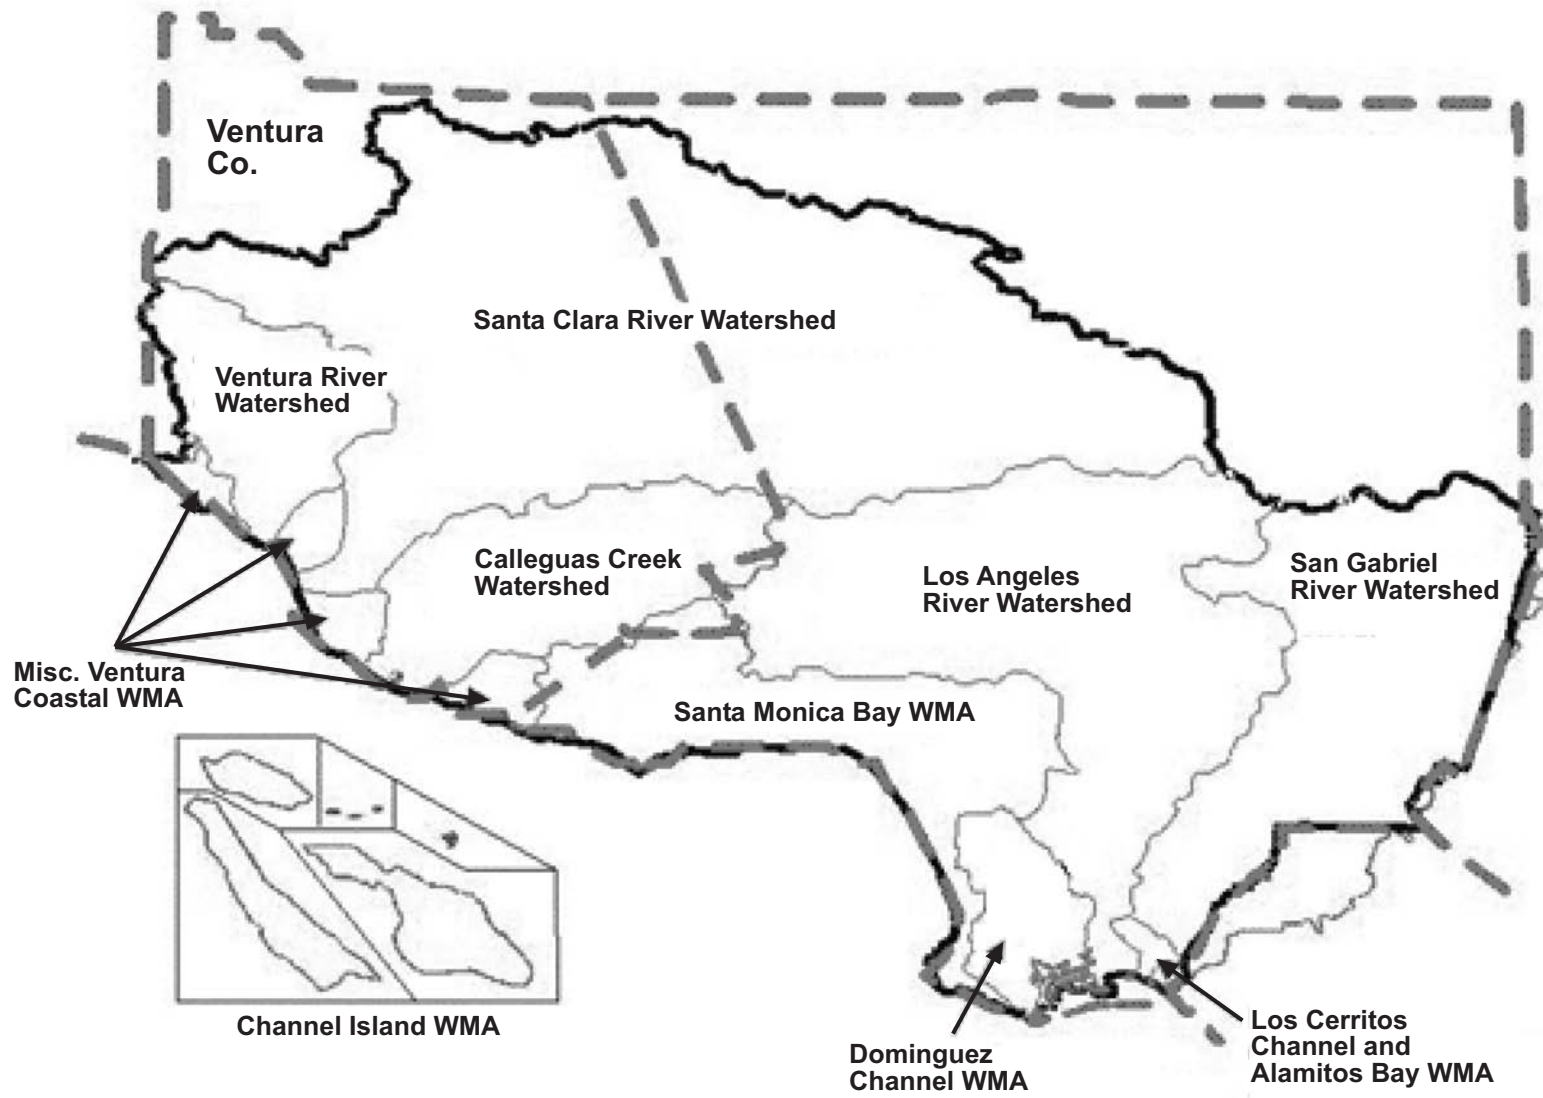 Ventura
Co.
Santa Clara River Watershed
Ventura River
Watershed
Calleguas Creek
Watershed
Los Angeles
River Watershed
San Gabriel
River Watershed
Misc. Ventura
Coastal WMA
Santa Monica Bay WMA
Channel Island WMA
Dominguez
Channel WMA
Los Cerritos
Channel and
Alamitos Bay WMA